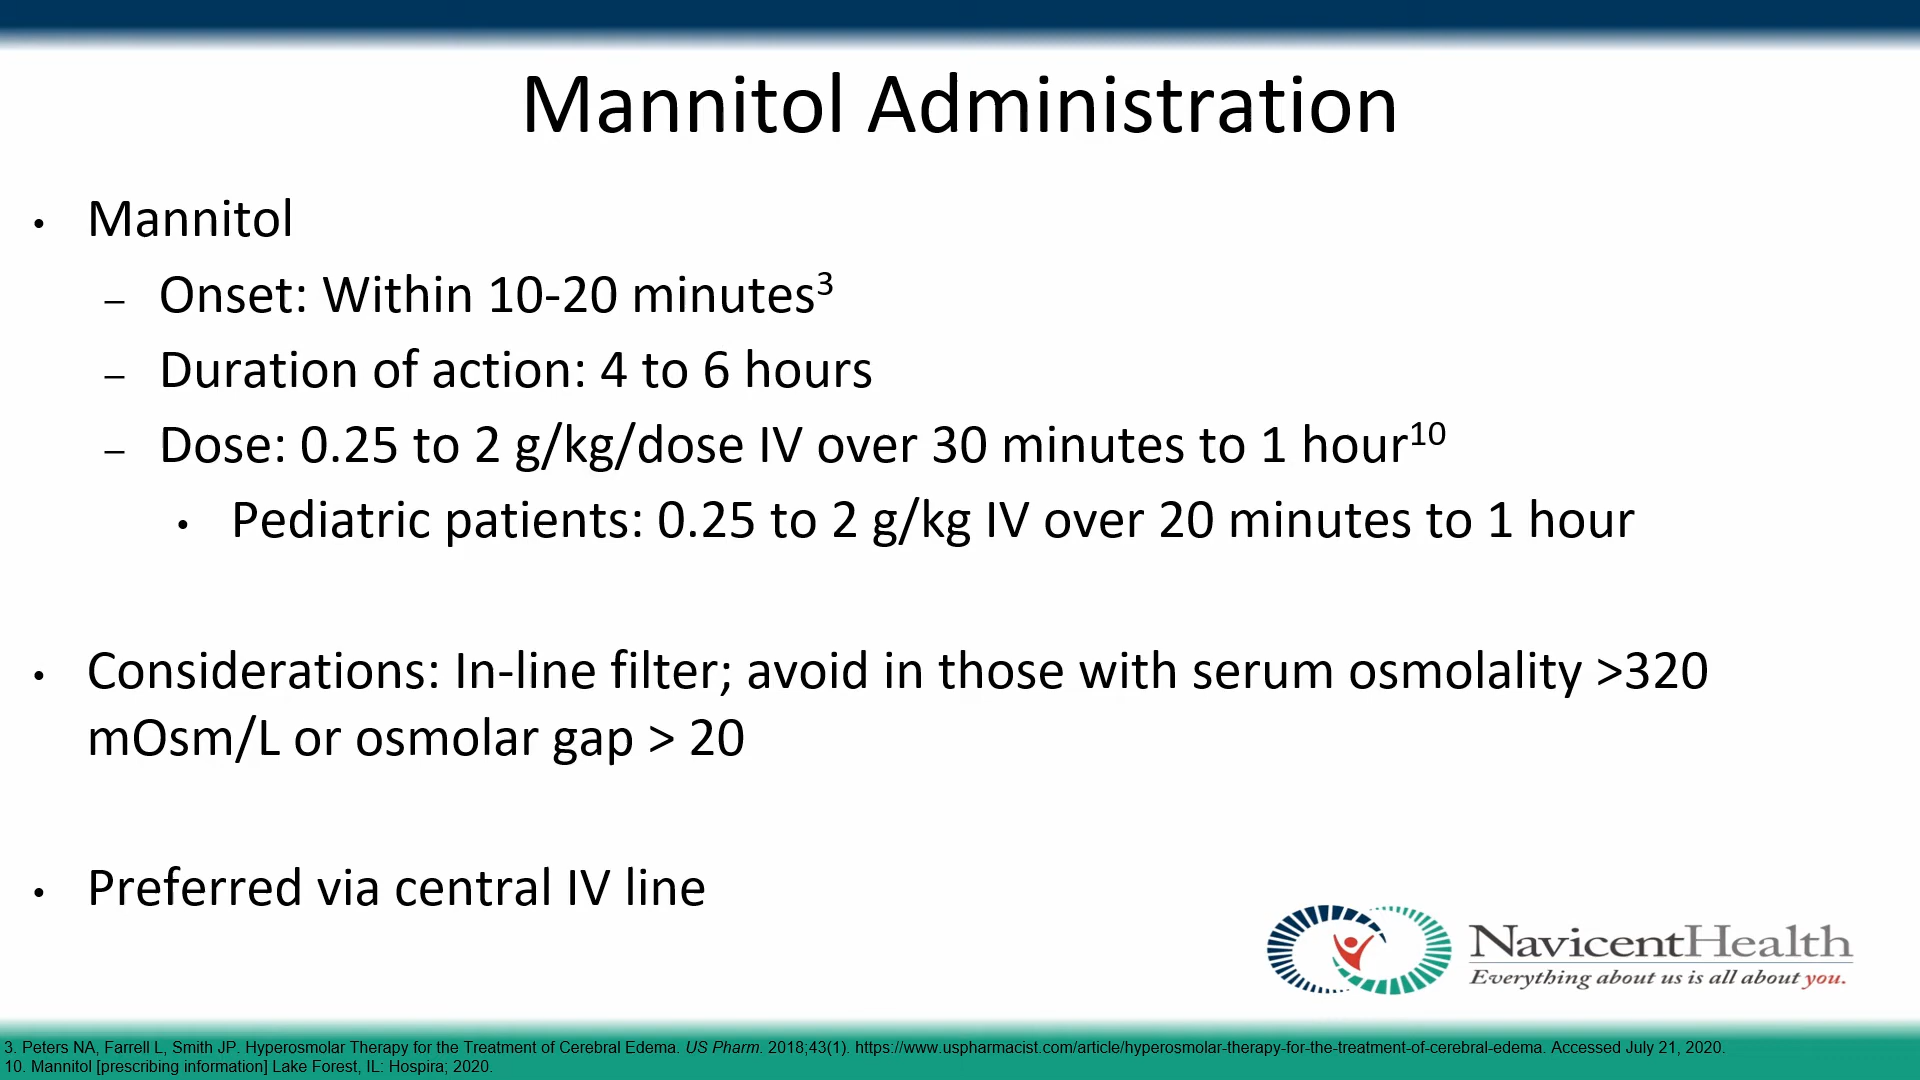 Mannitol Administration
• Mannitol
– Onset: Within 10-20 minutes³
– Duration of action: 4 to 6 hours
– Dose: 0.25 to 2 g/kg/dose IV over 30 minutes to 1 hour¹⁰
• Pediatric patients: 0.25 to 2 g/kg IV over 20 minutes to 1 hour
• Considerations: In-line filter; avoid in those with serum osmolality >320
mOsm/L or osmolar gap > 20
• Preferred via central IV line
NavicentHealth
Everything about us is all about you.
3. Peters NA, Farrell L, Smith JP. Hyperosmolar Therapy for the Treatment of Cerebral Edema. US Pharm. 2018;43(1). https://www.uspharmacist.com/article/hyperosmolar-therapy-for-the-treatment-of-cerebral-edema. Accessed July 21, 2020.
10. Mannitol [prescribing information] Lake Forest, IL: Hospira; 2020.